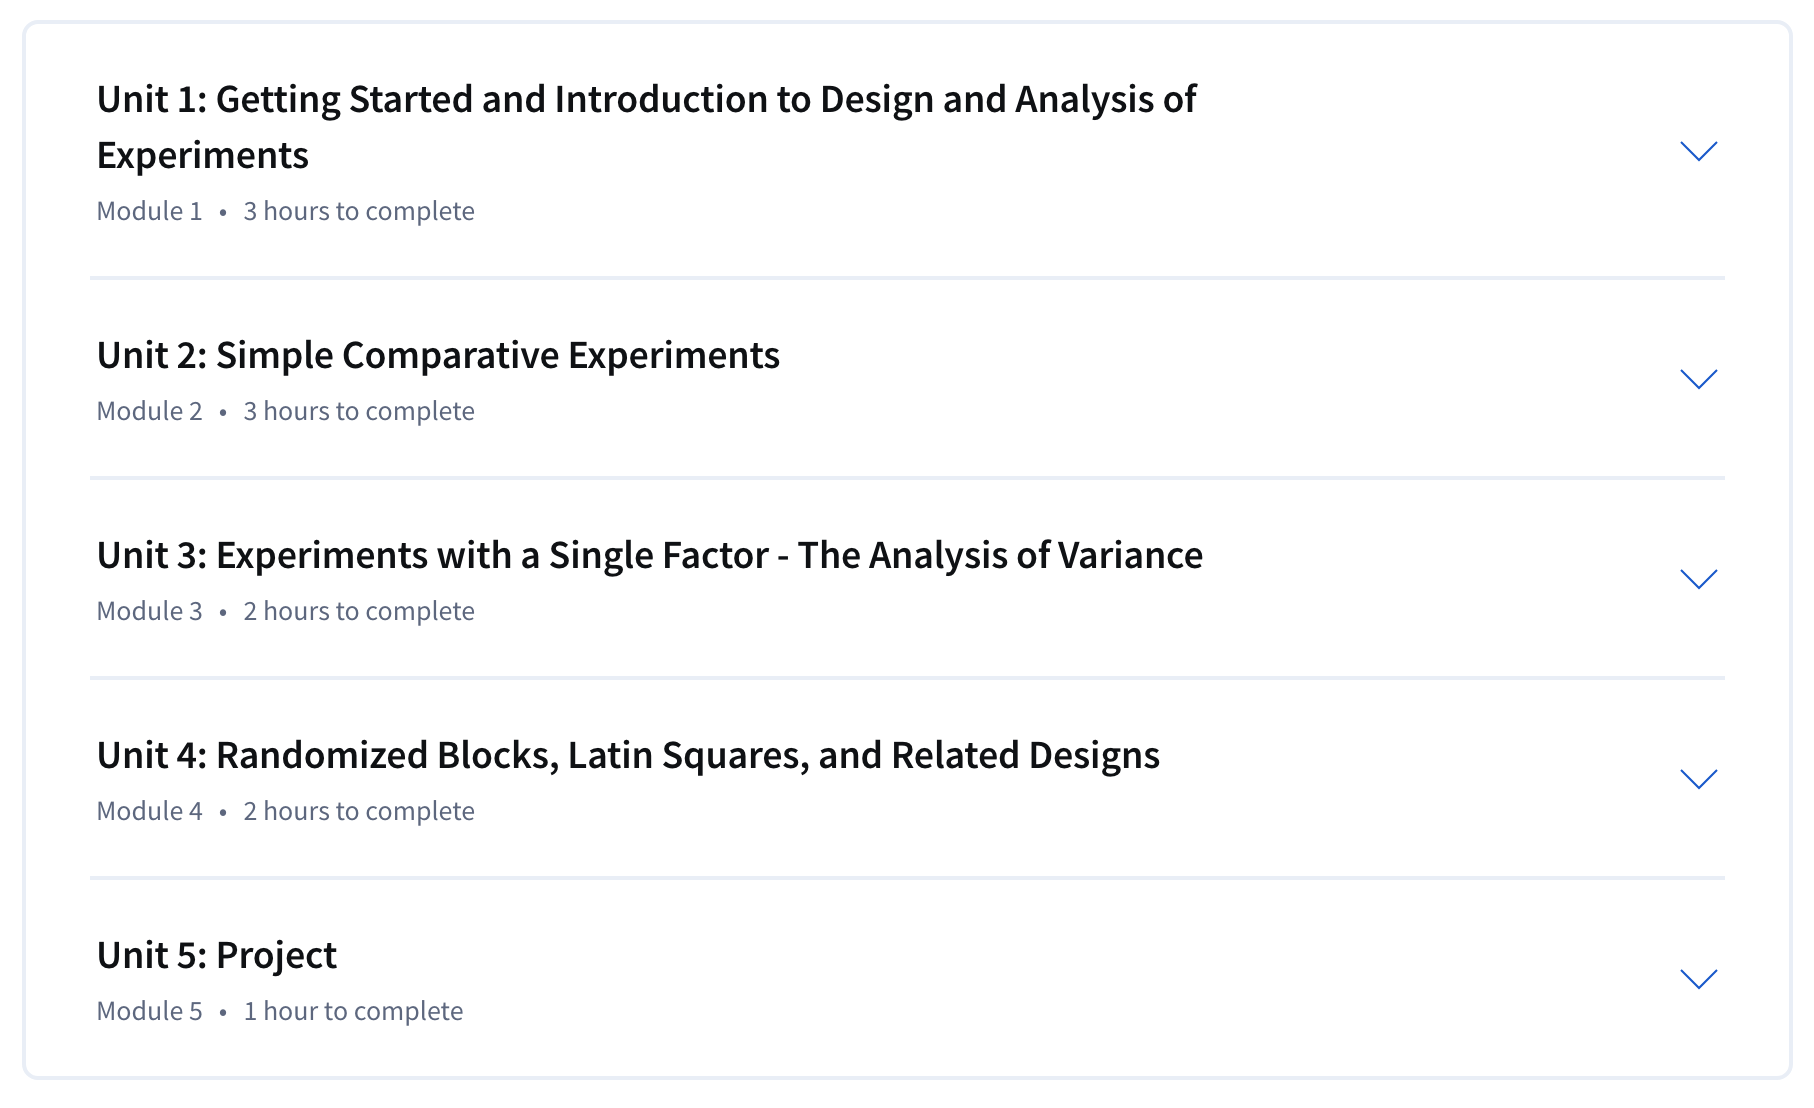 Unit 1: Getting Started and Introduction to Design and Analysis of
Experiments
Module 1 • 3 hours to complete
Unit 2: Simple Comparative Experiments
Module 2 • 3 hours to complete
Unit 3: Experiments with a Single Factor - The Analysis of Variance
Module 3 • 2 hours to complete
Unit 4: Randomized Blocks, Latin Squares, and Related Designs
Module 4 • 2 hours to complete
Unit 5: Project
Module 5 • 1 hour to complete